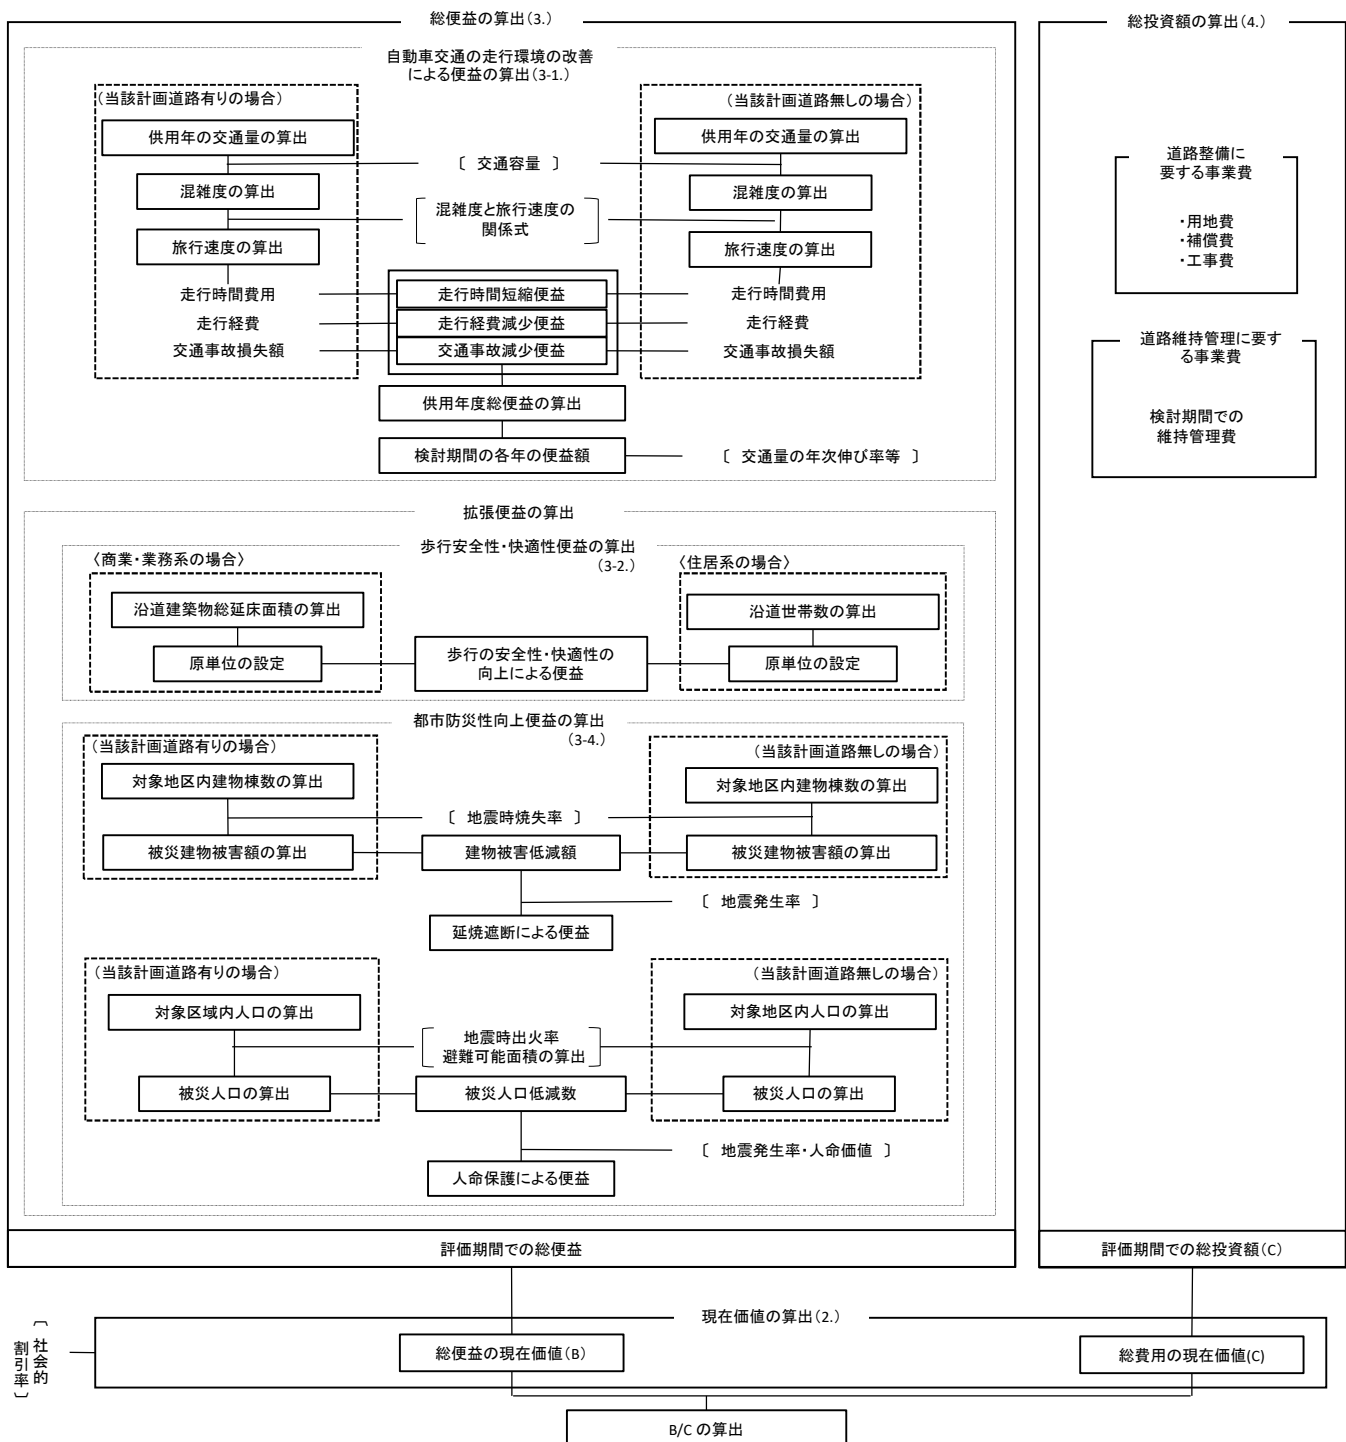 総便益の算出(3.)
自動車交通の走行環境の改善
による便益の算出(3-1.)
(当該計画道路有りの場合)
(当該計画道路無しの場合)
供用年の交通量の算出
供用年の交通量の算出
〔 交通容量 〕
混雑度の算出
混雑度の算出
混雑度と旅行速度の
関係式
旅行速度の算出
旅行速度の算出
走行時間費用
走行時間短縮便益
走行時間費用
走行経費
走行経費減少便益
走行経費
交通事故損失額
交通事故減少便益
交通事故損失額
供用年度総便益の算出
検討期間の各年の便益額
〔 交通量の年次伸び率等 〕
拡張便益の算出
歩行安全性・快適性便益の算出
(3-2.)
〈商業・業務系の場合〉
〈住居系の場合〉
沿道建築物総延床面積の算出
沿道世帯数の算出
原単位の設定
歩行の安全性・快適性の
向上による便益
原単位の設定
都市防災性向上便益の算出
(3-4.)
(当該計画道路有りの場合)
(当該計画道路無しの場合)
対象地区内建物棟数の算出
対象地区内建物棟数の算出
〔 地震時焼失率 〕
被災建物被害額の算出
建物被害低減額
被災建物被害額の算出
〔 地震発生率 〕
延焼遮断による便益
(当該計画道路有りの場合)
(当該計画道路無しの場合)
対象区域内人口の算出
対象地区内人口の算出
地震時出火率
避難可能面積の算出
被災人口の算出
被災人口低減数
被災人口の算出
〔 地震発生率・人命価値 〕
人命保護による便益
評価期間での総便益
総投資額の算出(4.)
道路整備に
要する事業費
・用地費
・補償費
・工事費
道路維持管理に要す
る事業費
検討期間での
維持管理費
評価期間での総投資額(C)
〔 社会的
割引率 〕
現在価値の算出(2.)
総便益の現在価値(B)
総費用の現在価値(C)
B/C の算出